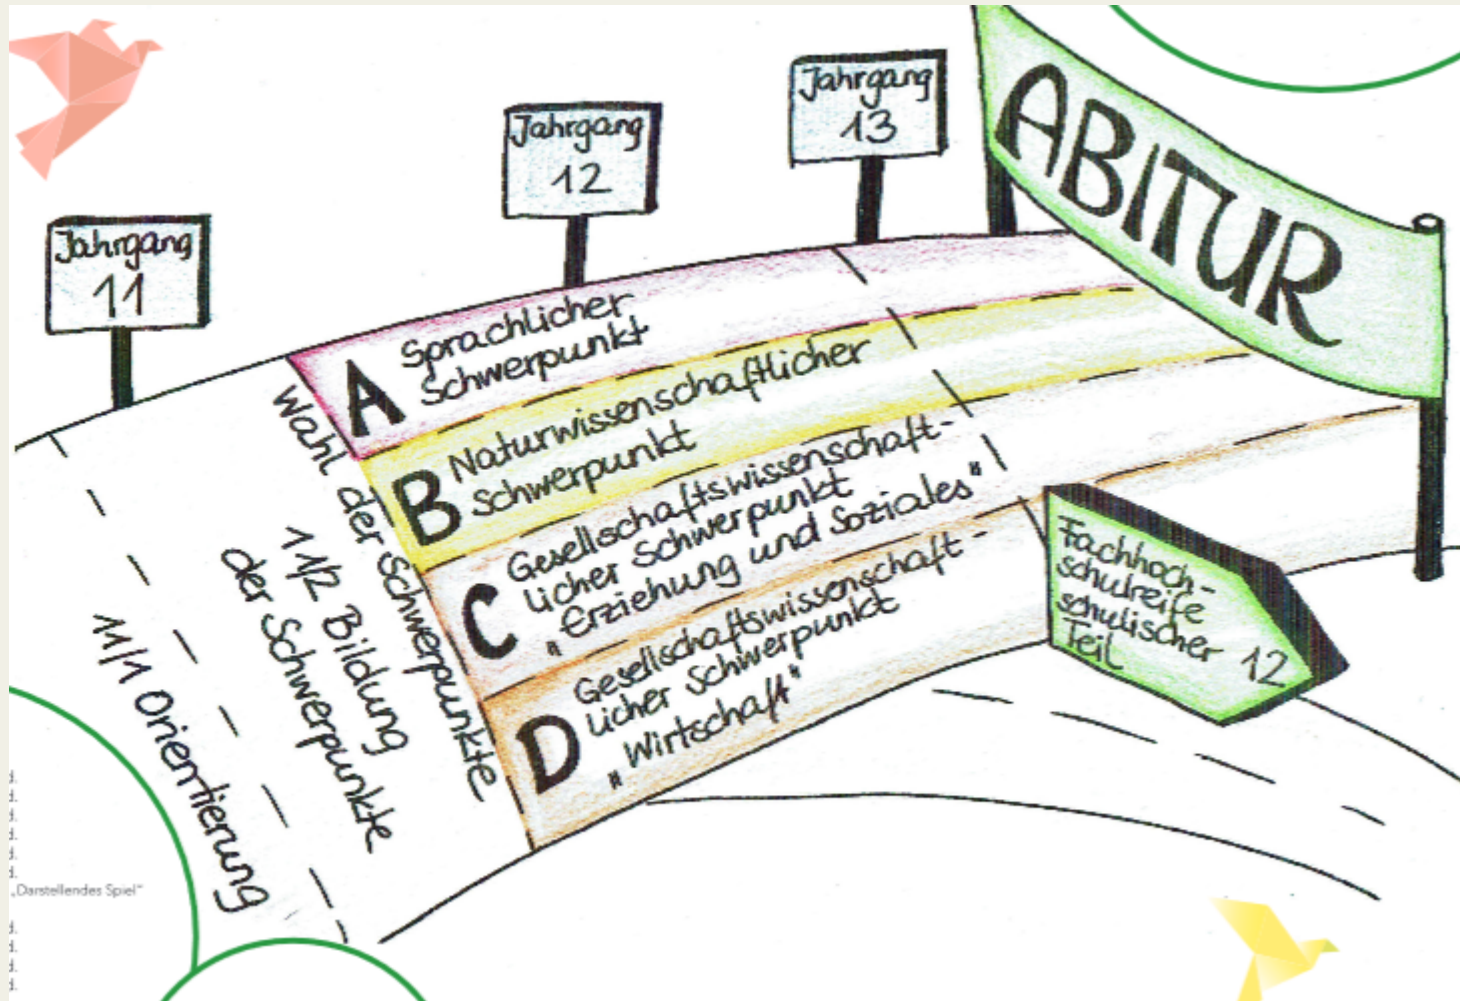 Jahrgang
11
Jahrgang
12
Jahrgang
13
ABITUR
11/1 Orientierung
11/2 Bildung
der Schwerpunkte
Wahl der Schwerpunkte
A
Sprachlicher
Schwerpunkt
B
Naturwissenschaftlicher
Schwerpunkt
C
Gesellschaftswissenschaft-
licher Schwerpunkt
„Erziehung und Soziales“
D
Gesellschaftswissenschaft-
licher Schwerpunkt
„Wirtschaft“
Fachhoch-
schulreife
schulischer
Teil 12
d.
d.
d.
d.
d.
d.
„Darstellendes Spiel“
d.
d.
d.
d.